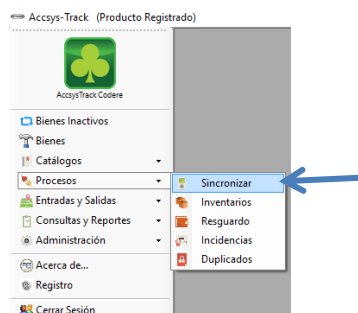 Accsys-Track (Producto Registrado)
AccsysTrack Codere
Bienes Inactivos
Bienes
Catálogos
Procesos
Entradas y Salidas
Consultas y Reportes
Administración
Acerca de...
Registro
Cerrar Sesión
Sincronizar
Inventarios
Resguardo
Incidencias
Duplicados